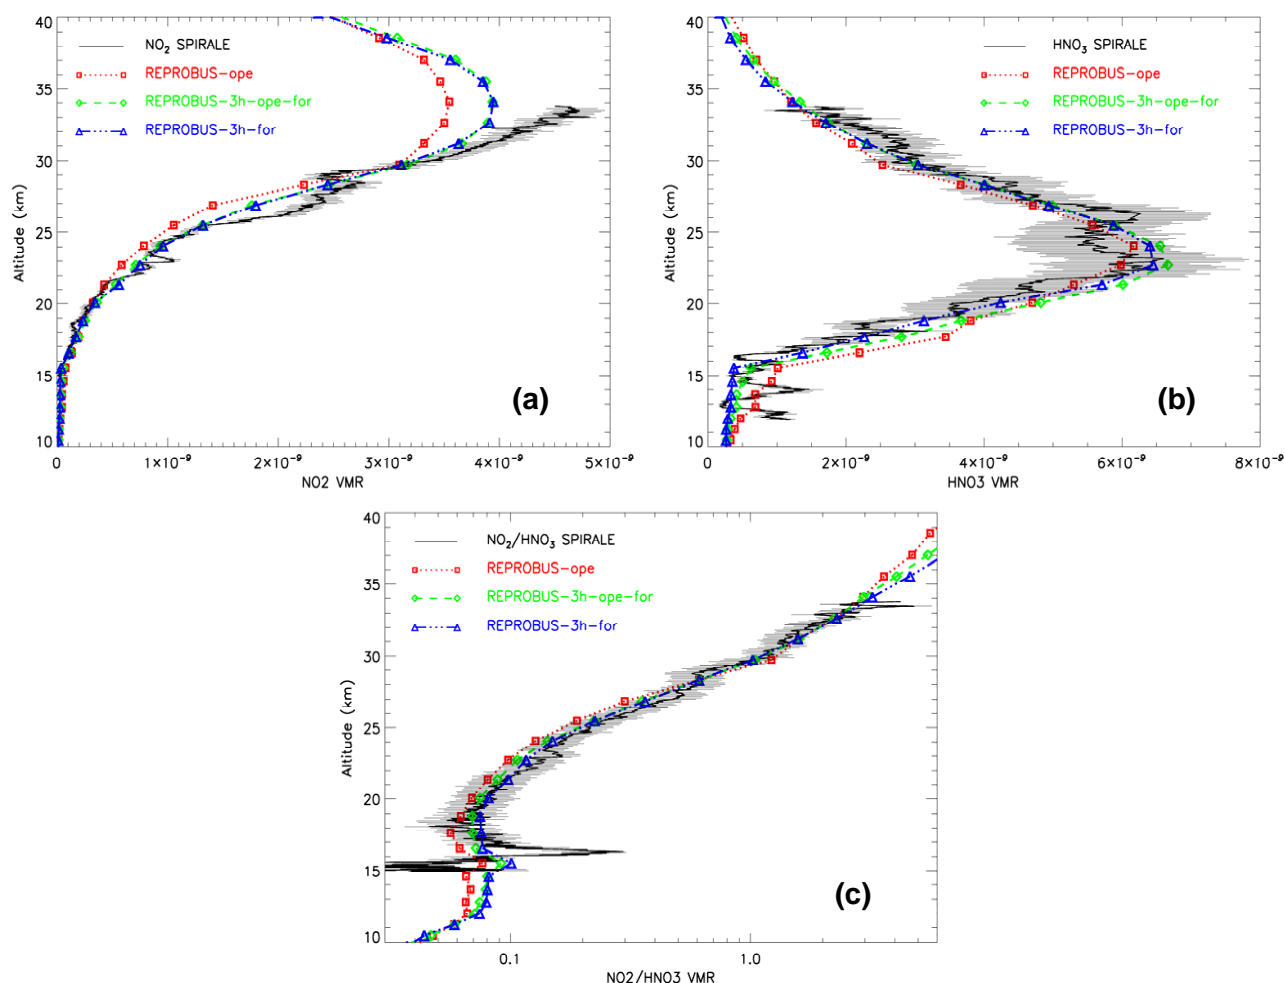 40
35
30
25
20
15
10
Altitude (km)
NO₂ SPIRALE
REPROBUS-ope
REPROBUS-3h-ope-for
REPROBUS-3h-for
(a)
0 1×10⁻⁹ 2×10⁻⁹ 3×10⁻⁹ 4×10⁻⁹ 5×10⁻⁹
NO2 VMR
40
35
30
25
20
15
10
Altitude (km)
HNO₃ SPIRALE
REPROBUS-ope
REPROBUS-3h-ope-for
REPROBUS-3h-for
(b)
0 2×10⁻⁹ 4×10⁻⁹ 6×10⁻⁹ 8×10⁻⁹
HNO3 VMR
40
35
30
25
20
15
10
Altitude (km)
NO₂/HNO₃ SPIRALE
REPROBUS-ope
REPROBUS-3h-ope-for
REPROBUS-3h-for
(c)
0.1 1.0
NO2/HNO3 VMR